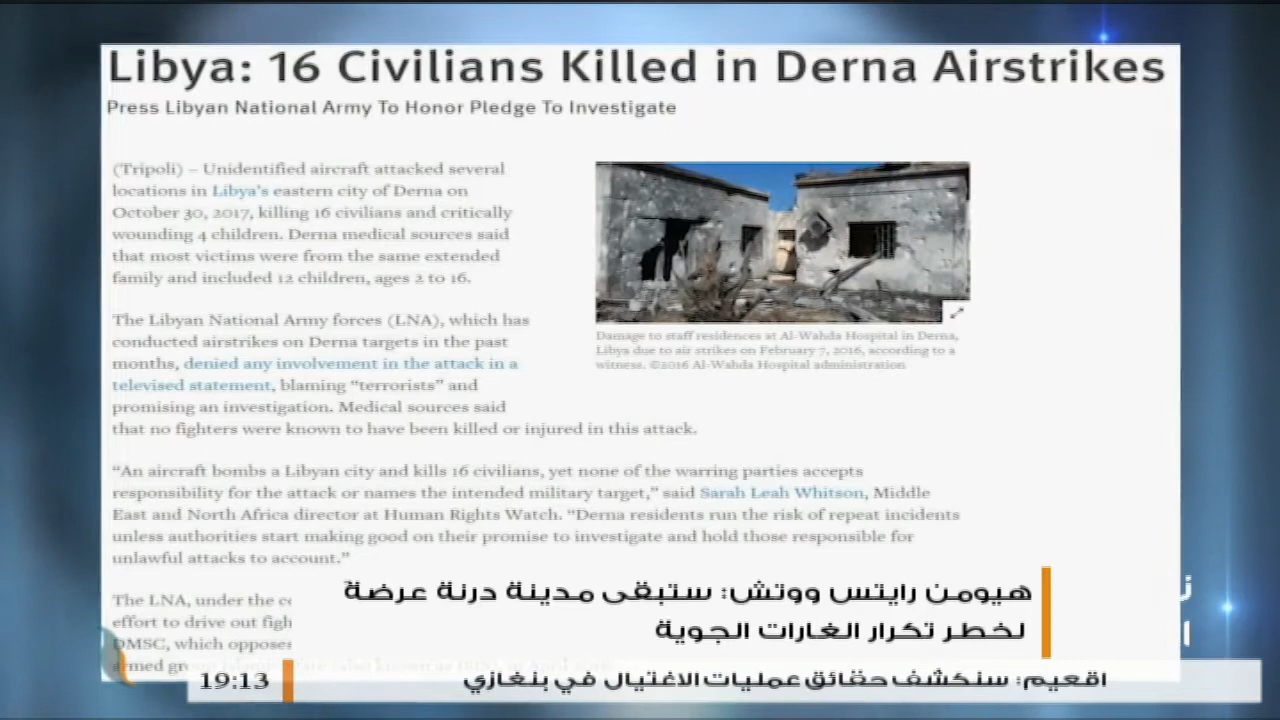 Libya: 16 Civilians Killed in Derna Airstrikes
Press Libyan National Army To Honor Pledge To Investigate
(Tripoli) – Unidentified aircraft attacked several
locations in Libya's eastern city of Derna on
October 30, 2017, killing 16 civilians and critically
wounding 4 children. Derna medical sources said
that most victims were from the same extended
family and included 12 children, ages 2 to 16.
Damage to staff residences at Al-Wahda Hospital in Derna,
Libya due to air strikes on February 7, 2016, according to a
witness. ©2016 Al-Wahda Hospital administration
The Libyan National Army forces (LNA), which has
conducted airstrikes on Derna targets in the past
months, denied any involvement in the attack in a
televised statement, blaming “terrorists” and
promising an investigation. Medical sources said
that no fighters were known to have been killed or injured in this attack.
“An aircraft bombs a Libyan city and kills 16 civilians, yet none of the warring parties accepts
responsibility for the attack or names the intended military target,” said Sarah Leah Whitson, Middle
East and North Africa director at Human Rights Watch. “Derna residents run the risk of repeat incidents
unless authorities start making good on their promise to investigate and hold those responsible for
unlawful attacks to account.”
The LNA, under the
effort to drive out
DMSC, which
armed
هيومن رايتس ووتش: ستبقى مدينة درنة عرضة
لخطر تكرار الغارات الجوية
19:13
اقعيم: سنكشف حقائق عمليات الاغتيال في بنغازي